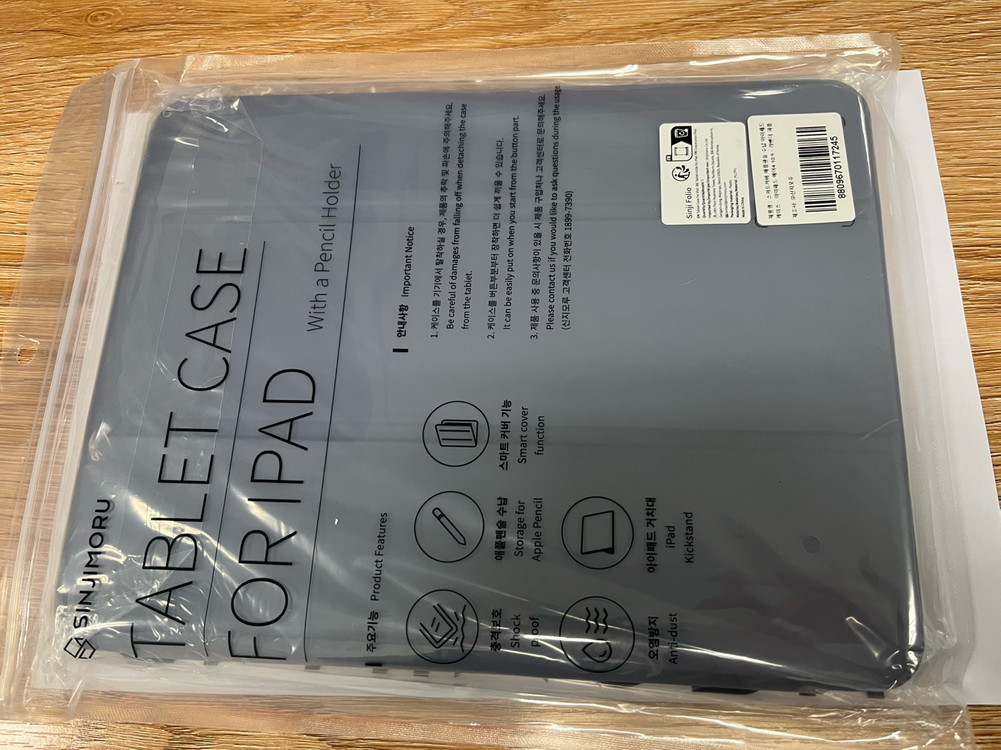 SINJIMORU
TABLET CASE
FOR IPAD
With a Pencil Holder
주요기능 Product Features
충격보호
Shock
Proof
애플펜슬 수납
Storage for
Apple Pencil
스마트 커버 기능
Smart cover
function
오염방지
Anti-dust
아이패드 거치대
iPad
Kickstand
안내사항 Important Notice
1. 케이스를 기기에서 탈착하실 경우, 제품의 추락 및 파손에 주의해주세요.
Be careful of damages from falling off when detaching the case
from the tablet.
2. 케이스를 버튼부분부터 장착하면 더 쉽게 끼울 수 있습니다.
It can be easily put on when you start from the button part.
3. 제품 사용 중 문의사항이 있을 시 제품 구입처나 고객센터로 문의해주세요.
Please contact us if you would like to ask questions during the usage.
(신지모루 고객센터 전화번호 1899-7390)
Sinji Folio
8809670117245